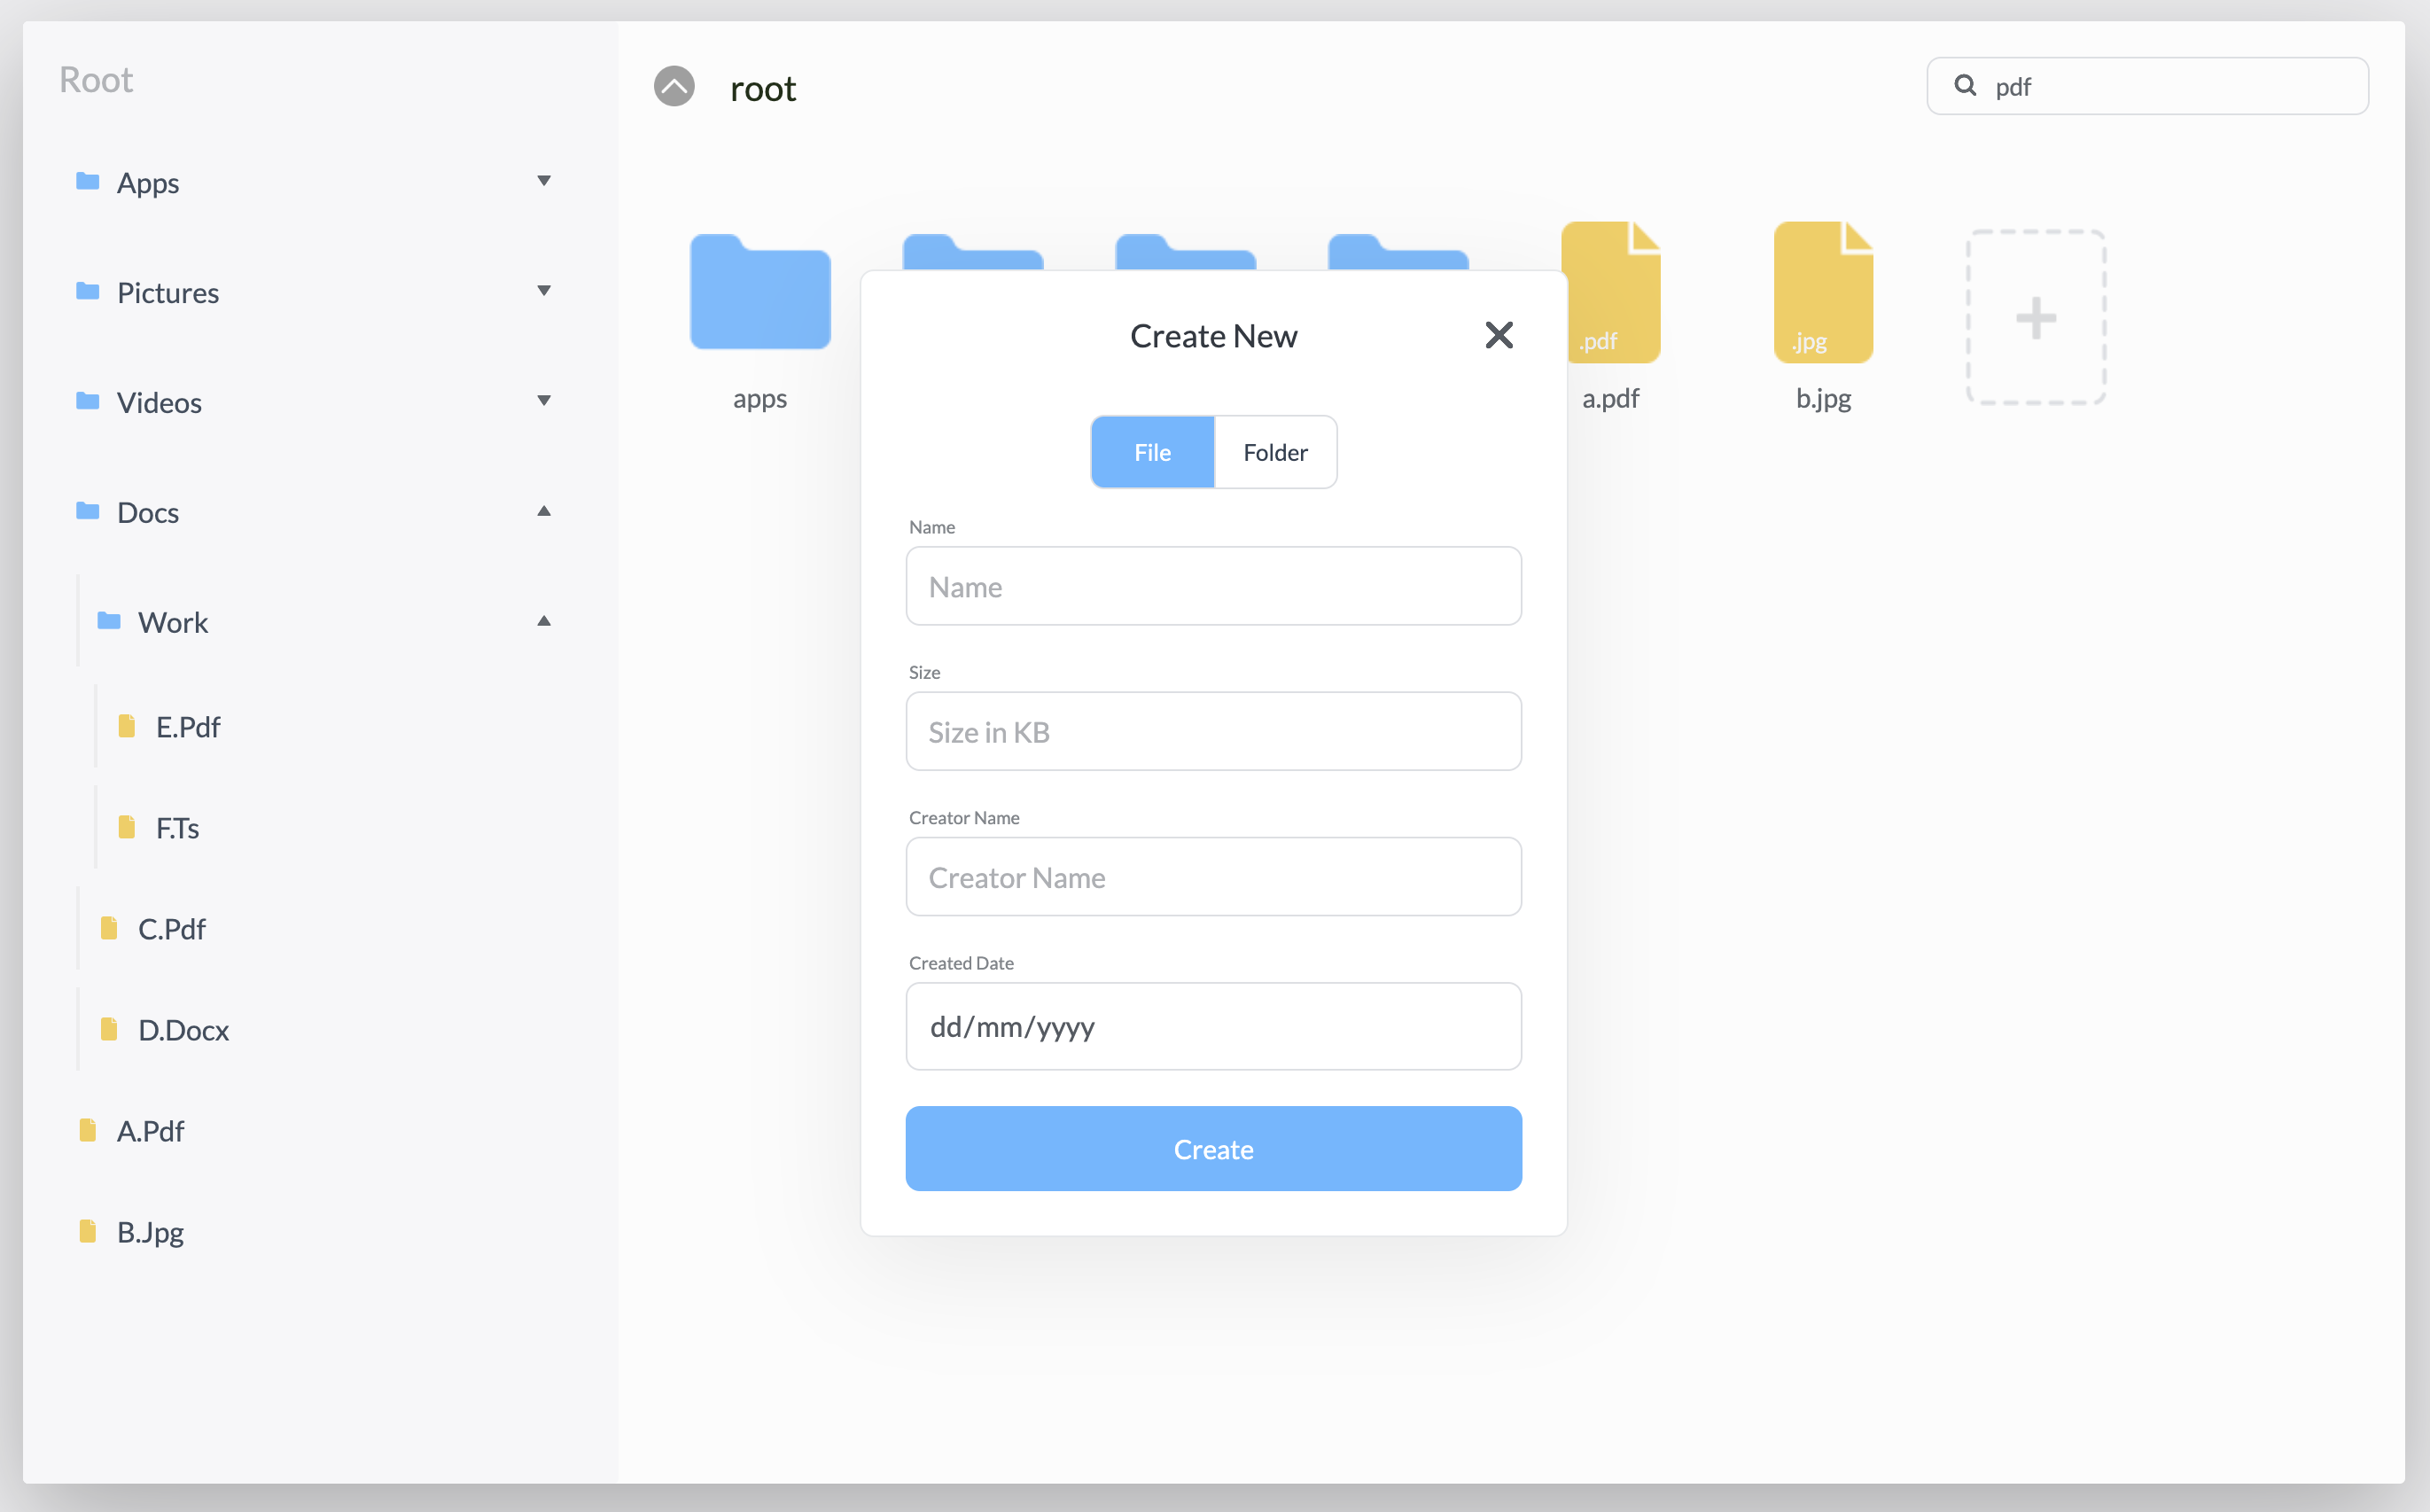 Root
Apps
Pictures
Videos
Docs
Work
E.Pdf
F.Ts
C.Pdf
D.Docx
A.Pdf
B.Jpg
root
pdf
apps
.pdf
a.pdf
.jpg
b.jpg
Create New
File
Folder
Name
Name
Size
Size in KB
Creator Name
Creator Name
Created Date
dd/mm/yyyy
Create